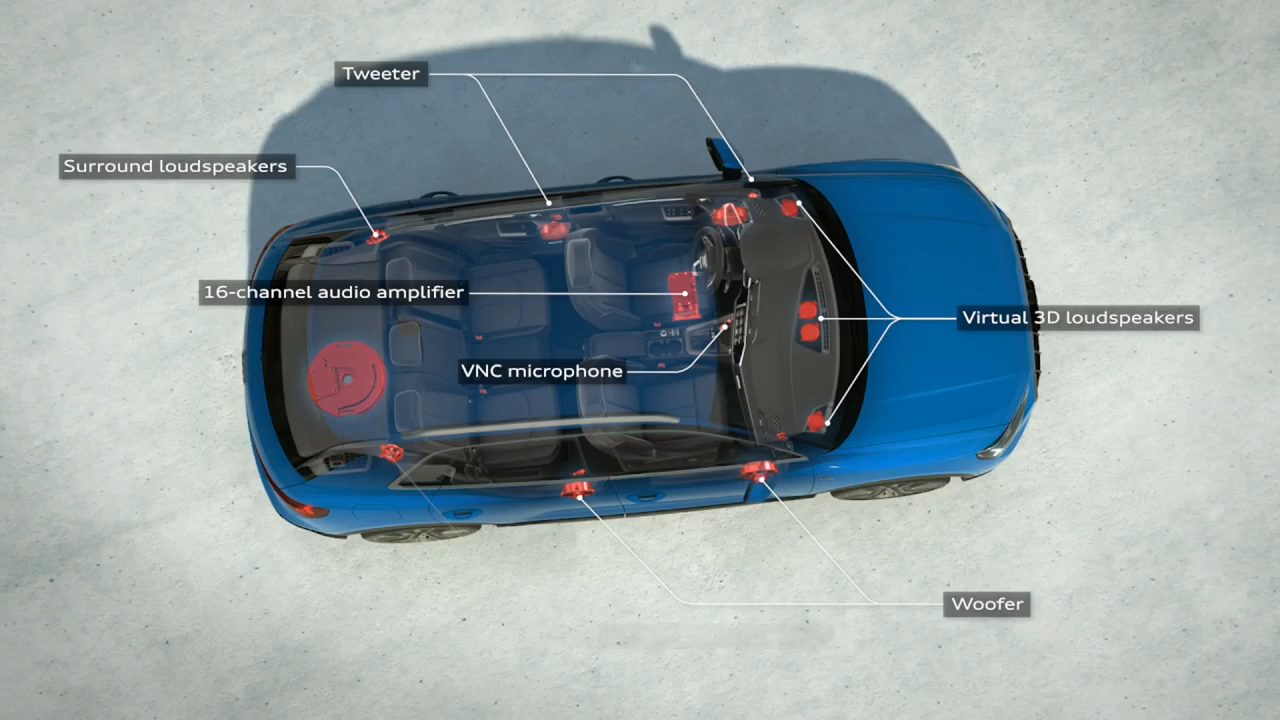 Tweeter
Surround loudspeakers
16-channel audio amplifier
Virtual 3D loudspeakers
VNC microphone
Woofer